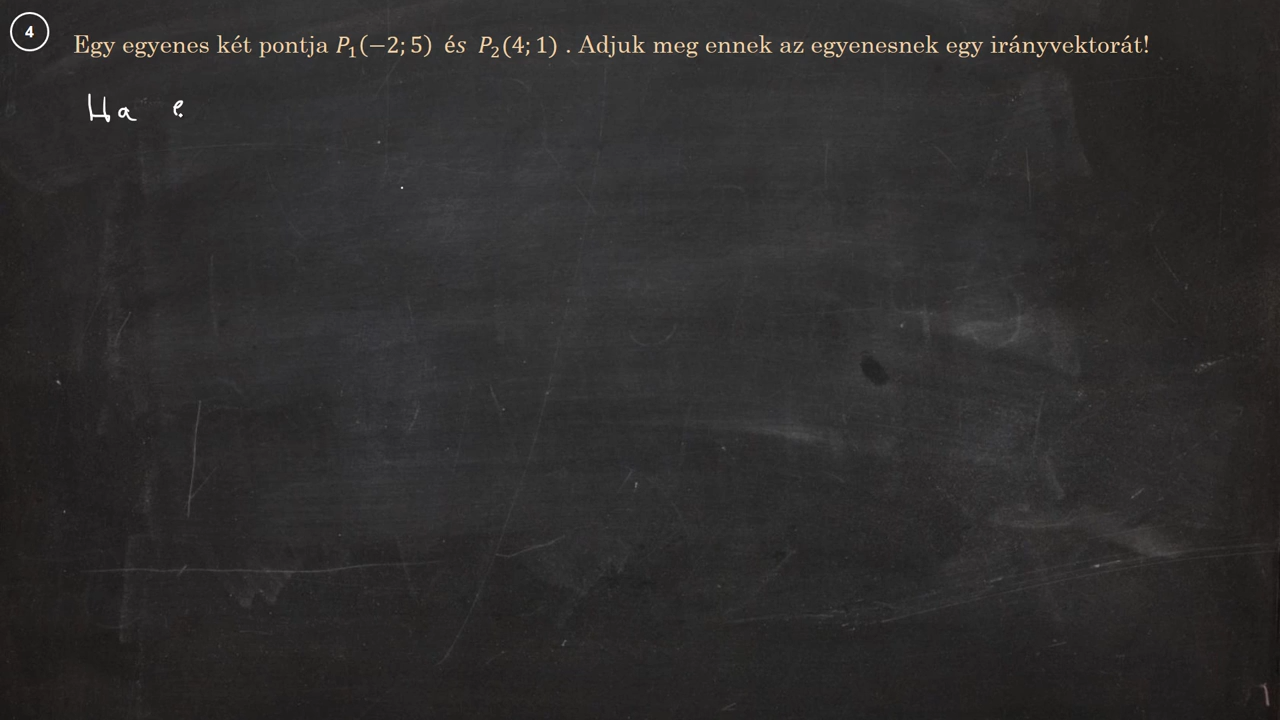 4
Egy egyenes két pontja P₁(−2; 5) és P₂(4; 1) . Adjuk meg ennek az egyenesnek egy irányvektorát!
Ha e